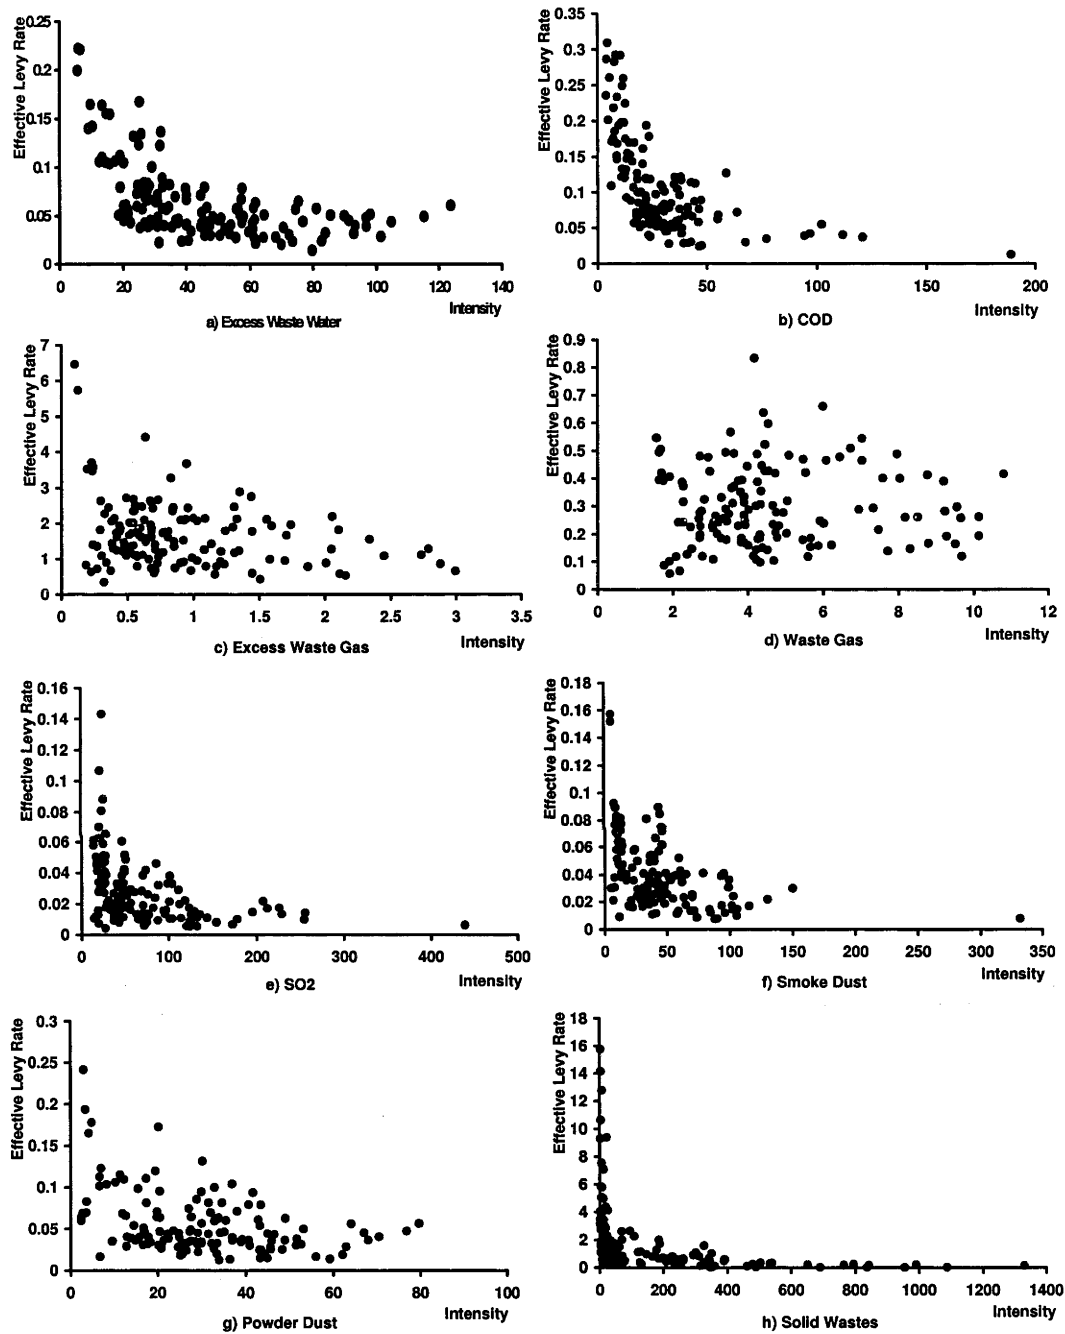 Effective Levy Rate
0.25
0.2
0.15
0.1
0.05
0
0 20 40 60 80 100 120 140
Intensity
a) Excess Waste Water
Effective Levy Rate
0.35
0.3
0.25
0.2
0.15
0.1
0.05
0
0 50 100 150 200
Intensity
b) COD
Effective Levy Rate
7
6
5
4
3
2
1
0
0 0.5 1 1.5 2 2.5 3 3.5
Intensity
c) Excess Waste Gas
Effective Levy Rate
0.9
0.8
0.7
0.6
0.5
0.4
0.3
0.2
0.1
0
0 2 4 6 8 10 12
Intensity
d) Waste Gas
Effective Levy Rate
0.16
0.14
0.12
0.1
0.08
0.06
0.04
0.02
0
0 100 200 300 400 500
Intensity
e) SO2
Effective Levy Rate
0.18
0.16
0.14
0.12
0.1
0.08
0.06
0.04
0.02
0
0 50 100 150 200 250 300 350
Intensity
f) Smoke Dust
Effective Levy Rate
0.3
0.25
0.2
0.15
0.1
0.05
0
0 20 40 60 80 100
Intensity
g) Powder Dust
Effective Levy Rate
18
16
14
12
10
8
6
4
2
0
0 200 400 600 800 1000 1200 1400
Intensity
h) Solid Wastes